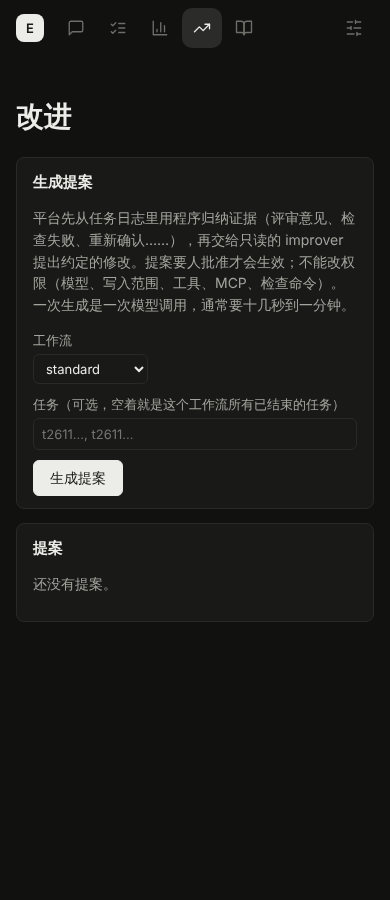 E
改进
生成提案
平台先从任务日志里用程序归纳证据（评审意见、检
查失败、重新确认……），再交给只读的 improver
提出约定的修改。提案要人批准才会生效；不能改权
限（模型、写入范围、工具、MCP、检查命令）。
一次生成是一次模型调用，通常要十几秒到一分钟。
工作流
standard
任务（可选，空着就是这个工作流所有已结束的任务）
t2611..., t2611...
生成提案
提案
还没有提案。